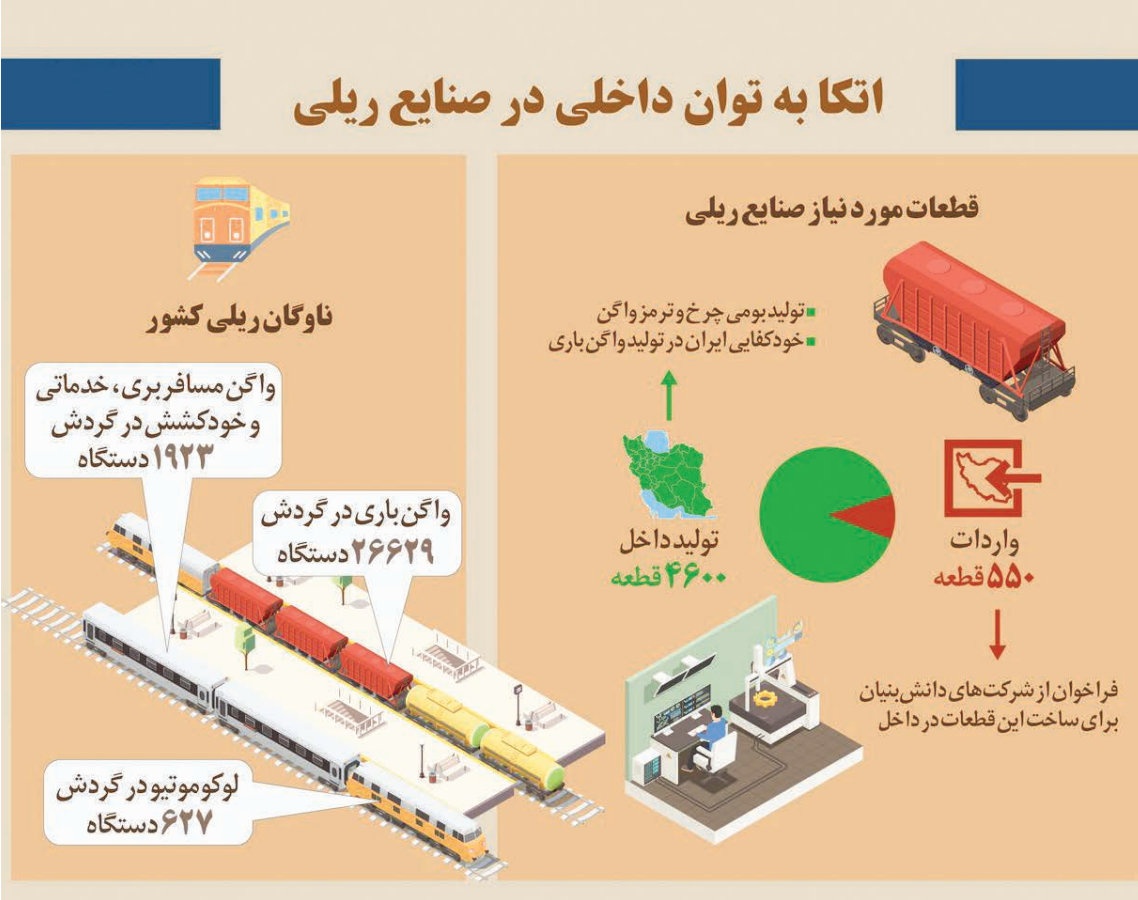 اتکا به توان داخلی در صنایع ریلی
قطعات مورد نیاز صنایع ریلی
▪تولید بومی چرخ و ترمز واگن
▪خودکفایی ایران در تولید واگن باری
واردات
۵۵۰ قطعه
تولید داخل
۴۶۰۰ قطعه
فراخوان از شرکت‌های دانش‌بنیان
برای ساخت این قطعات در داخل
ناوگان ریلی کشور
واگن مسافربری، خدماتی
و خودکشش در گردش
۱۹۲۳ دستگاه
واگن باری در گردش
۲۶۶۲۹ دستگاه
لوکوموتیو در گردش
۶۲۷ دستگاه